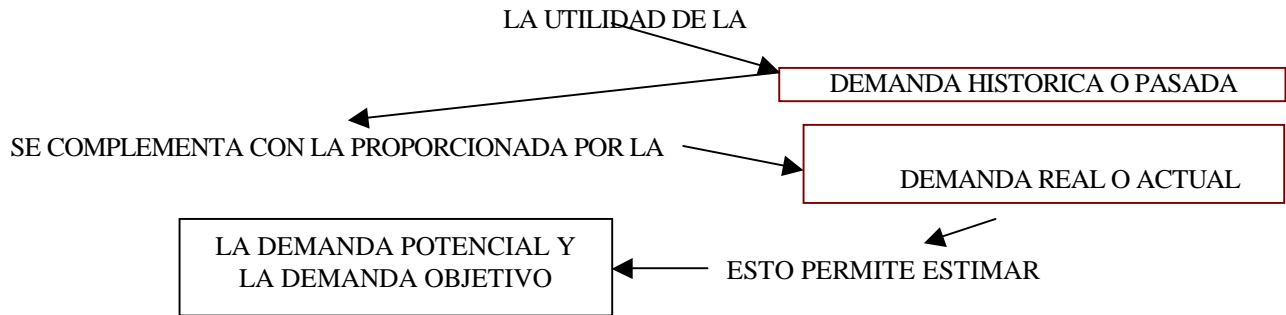 LA UTILIDAD DE LA
DEMANDA HISTORICA O PASADA
SE COMPLEMENTA CON LA PROPORCIONADA POR LA
DEMANDA REAL O ACTUAL
LA DEMANDA POTENCIAL Y
LA DEMANDA OBJETIVO
ESTO PERMITE ESTIMAR